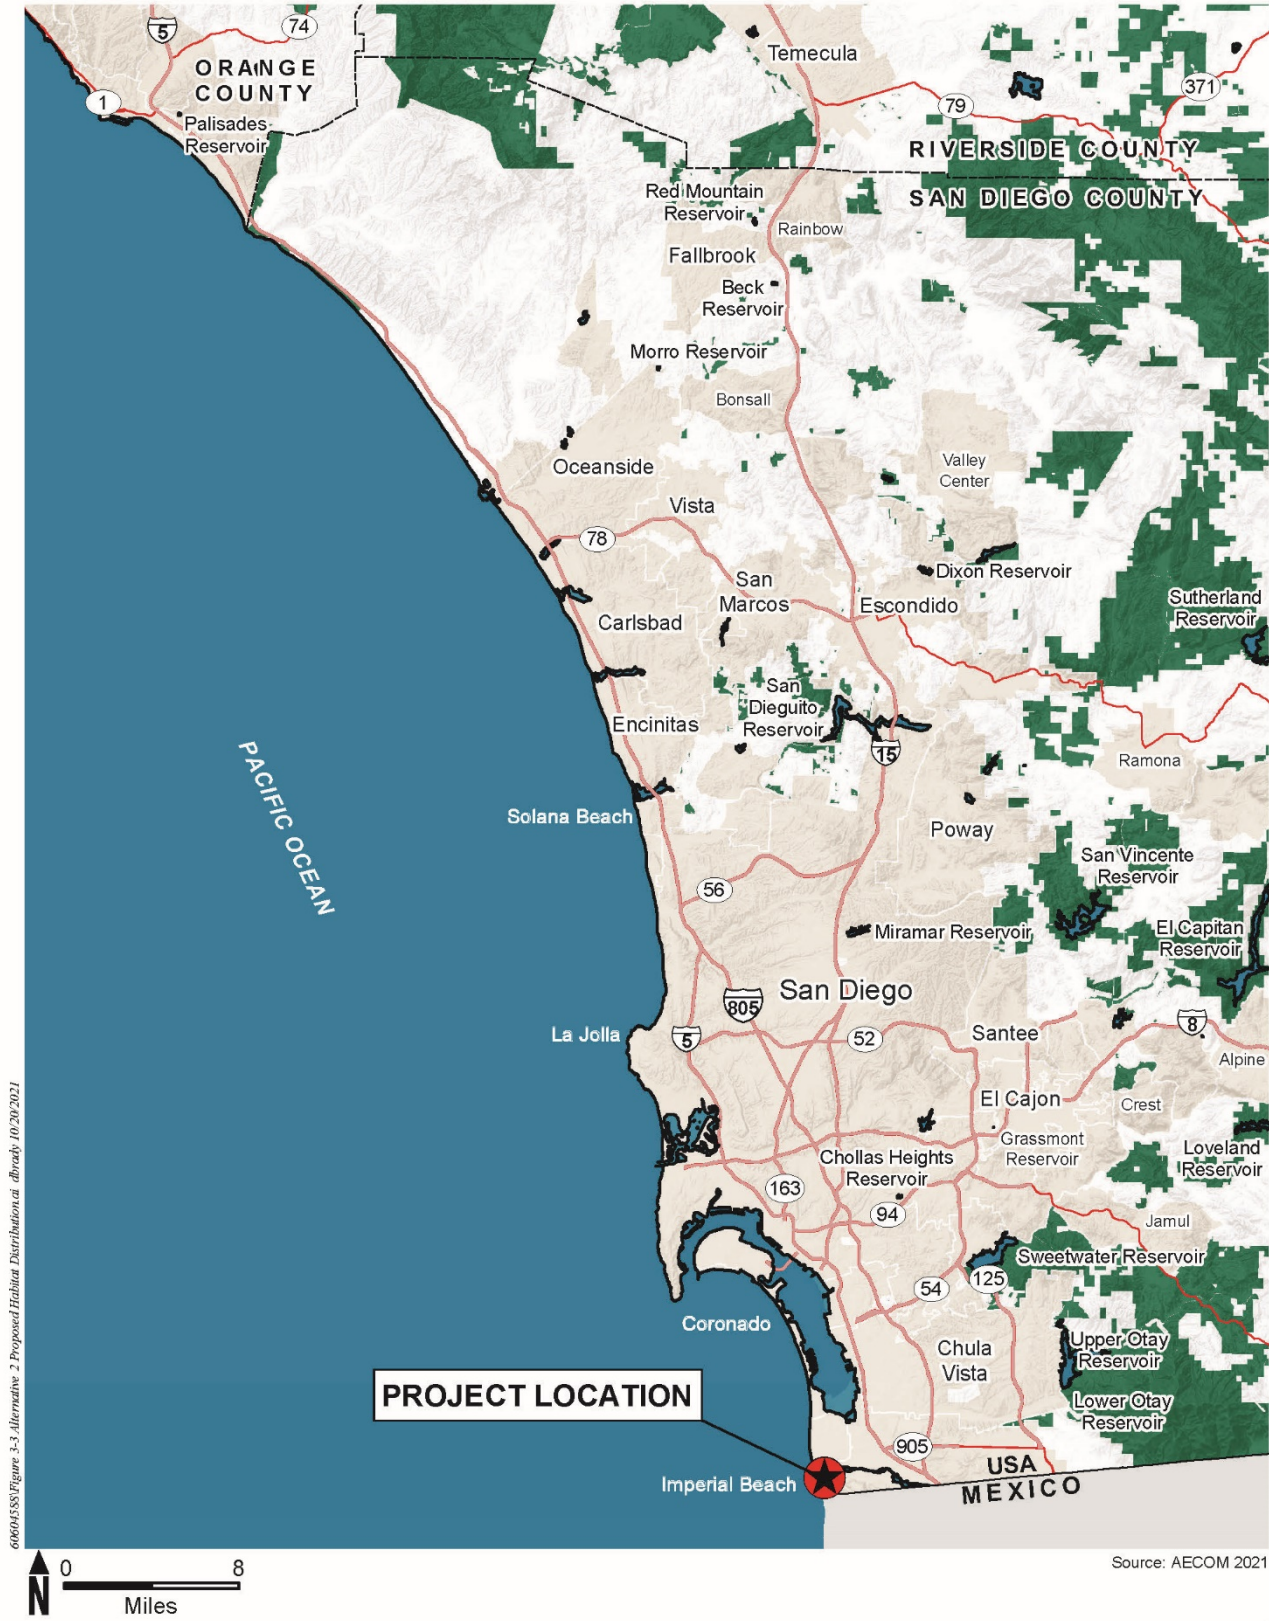 5
74
Temecula
ORANGE
COUNTY
371
79
1
Palisades
Reservoir
RIVERSIDE COUNTY
SAN DIEGO COUNTY
Red Mountain
Reservoir
Rainbow
Fallbrook
Beck
Reservoir
Morro Reservoir
Bonsall
Oceanside
Valley
Center
Vista
78
Dixon Reservoir
San
Marcos
Escondido
Sutherland
Reservoir
Carlsbad
San
Dieguito
Reservoir
Encinitas
15
Ramona
PACIFIC OCEAN
Solana Beach
Poway
San Vincente
Reservoir
56
El Capitan
Reservoir
Miramar Reservoir
San Diego
805
La Jolla
5
52
Santee
8
Alpine
El Cajon
Crest
Grassmont
Reservoir
Loveland
Reservoir
Chollas Heights
Reservoir
163
94
Jamul
Sweetwater Reservoir
54
125
Coronado
Chula
Vista
Upper Otay
Reservoir
PROJECT LOCATION
Lower Otay
Reservoir
905
USA
MEXICO
Imperial Beach
60604588\Figure 3-3 Alternative 2 Proposed Habitat Distribution.ai dbrady 10/20/2021
N
0 8
Miles
Source: AECOM 2021